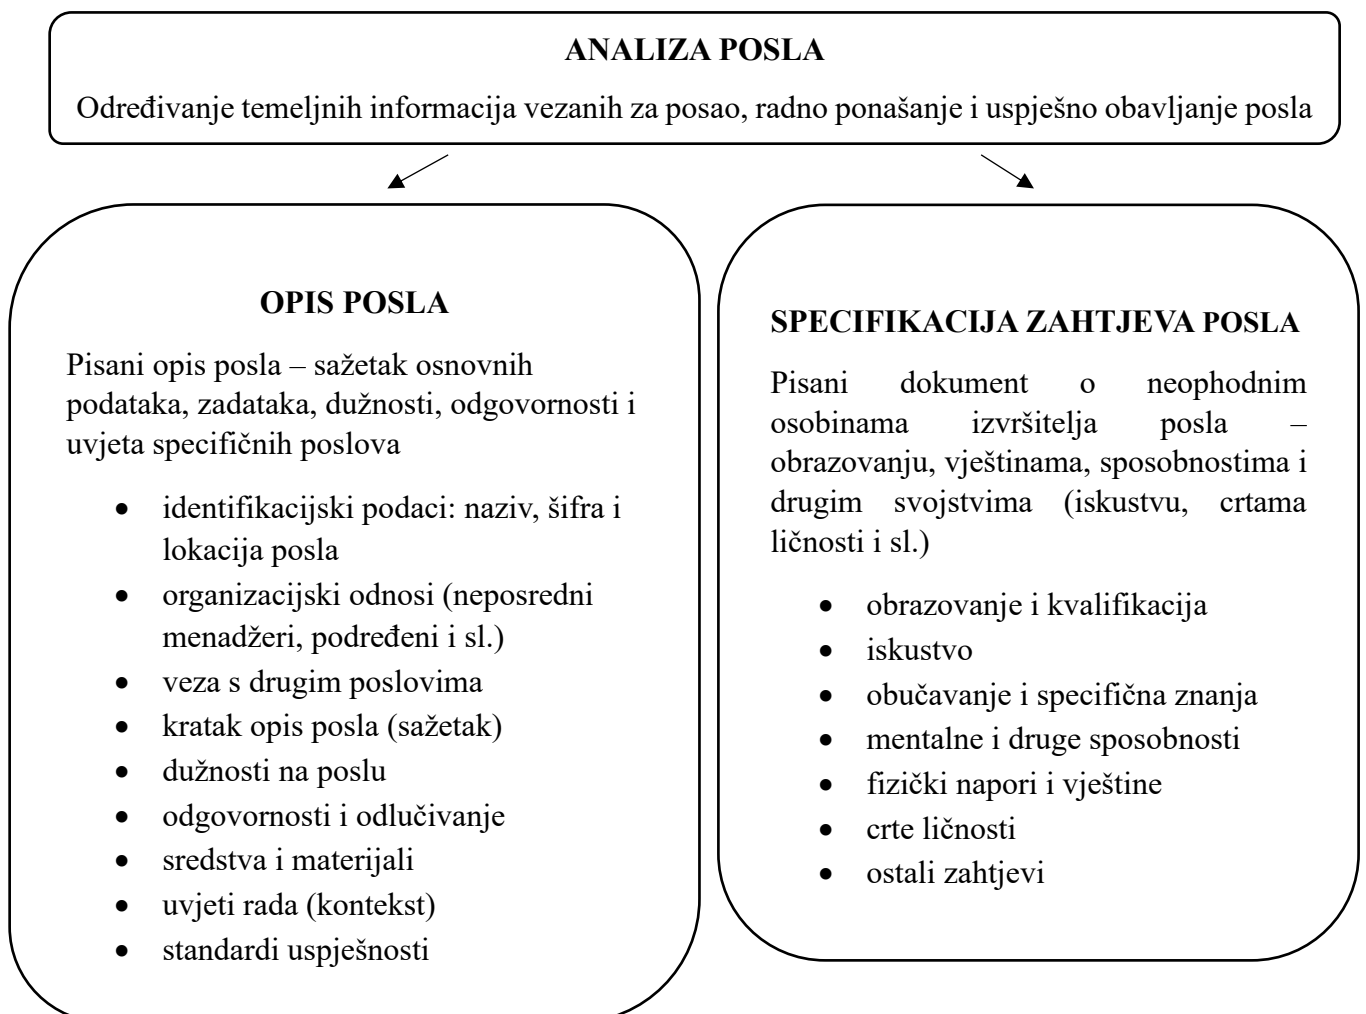 ANALIZA POSLA
Određivanje temeljnih informacija vezanih za posao, radno ponašanje i uspješno obavljanje posla
OPIS POSLA
Pisani opis posla – sažetak osnovnih
podataka, zadataka, dužnosti, odgovornosti i
uvjeta specifičnih poslova
• identifikacijski podaci: naziv, šifra i
lokacija posla
• organizacijski odnosi (neposredni
menadžeri, podređeni i sl.)
• veza s drugim poslovima
• kratak opis posla (sažetak)
• dužnosti na poslu
• odgovornosti i odlučivanje
• sredstva i materijali
• uvjeti rada (kontekst)
• standardi uspješnosti
SPECIFIKACIJA ZAHTJEVA POSLA
Pisani dokument o neophodnim
osobinama izvršitelja posla –
obrazovanju, vještinama, sposobnostima i
drugim svojstvima (iskustvu, crtama
ličnosti i sl.)
• obrazovanje i kvalifikacija
• iskustvo
• obučavanje i specifična znanja
• mentalne i druge sposobnosti
• fizički napori i vještine
• crte ličnosti
• ostali zahtjevi